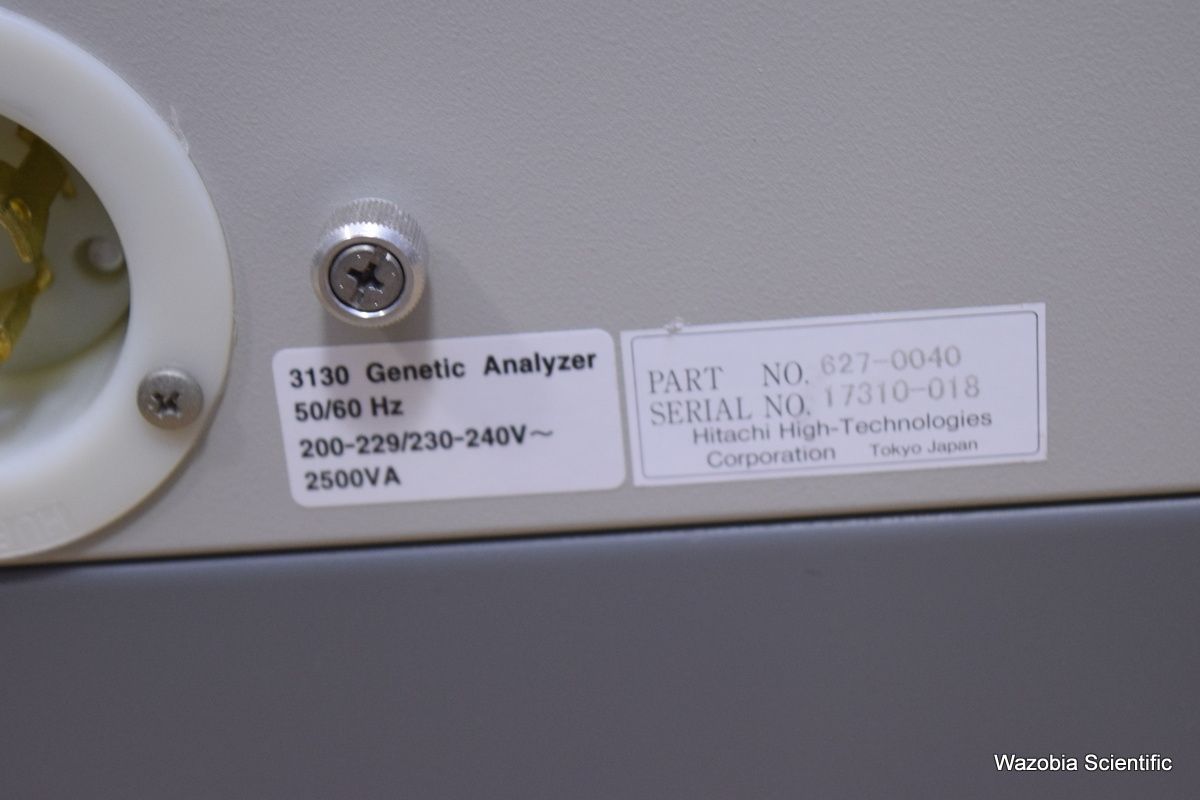 3130 Genetic Analyzer
50/60 Hz
200-229/230-240V~
2500VA
PART NO. 627-0040
SERIAL NO. 17310-018
Hitachi High-Technologies
Corporation Tokyo Japan
Wazobia Scientific